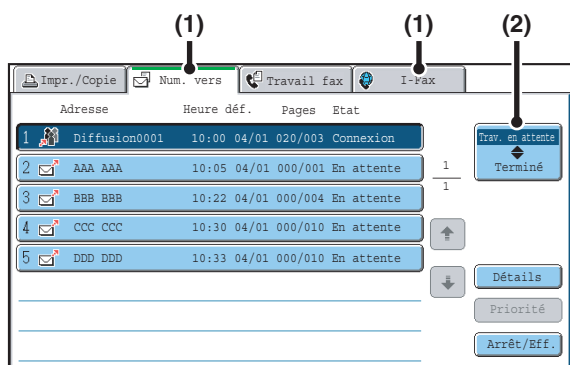 (1) (1) (2)
Impr./Copie Num. vers Travail fax I-Fax
Adresse Heure déf. Pages Etat
1 Diffusion0001 10:00 04/01 020/003 Connexion
2 AAA AAA 10:05 04/01 000/001 En attente
3 BBB BBB 10:22 04/01 000/004 En attente
4 CCC CCC 10:30 04/01 000/010 En attente
5 DDD DDD 10:33 04/01 000/010 En attente
1
1
Trav. en attente
Terminé
Détails
Priorité
Arrêt/Eff.